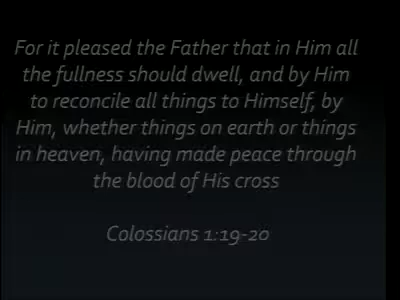 For it pleased the Father that in Him all
the fullness should dwell, and by Him
to reconcile all things to Himself, by
Him, whether things on earth or things
in heaven, having made peace through
the blood of His cross
Colossians 1:19-20